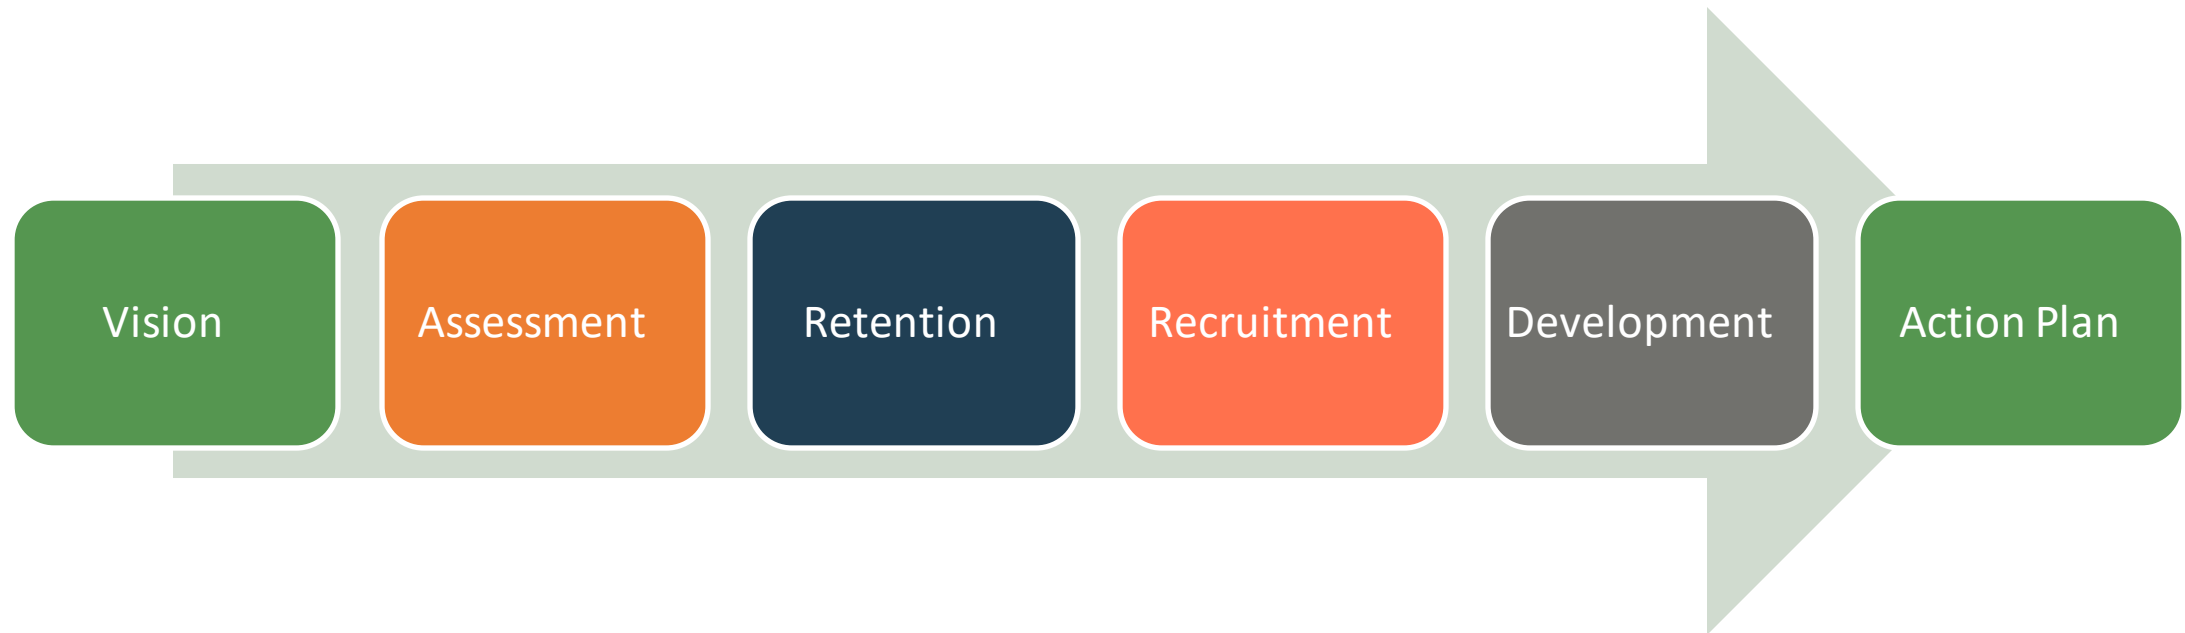 Vision
Assessment
Retention
Recruitment
Development
Action Plan